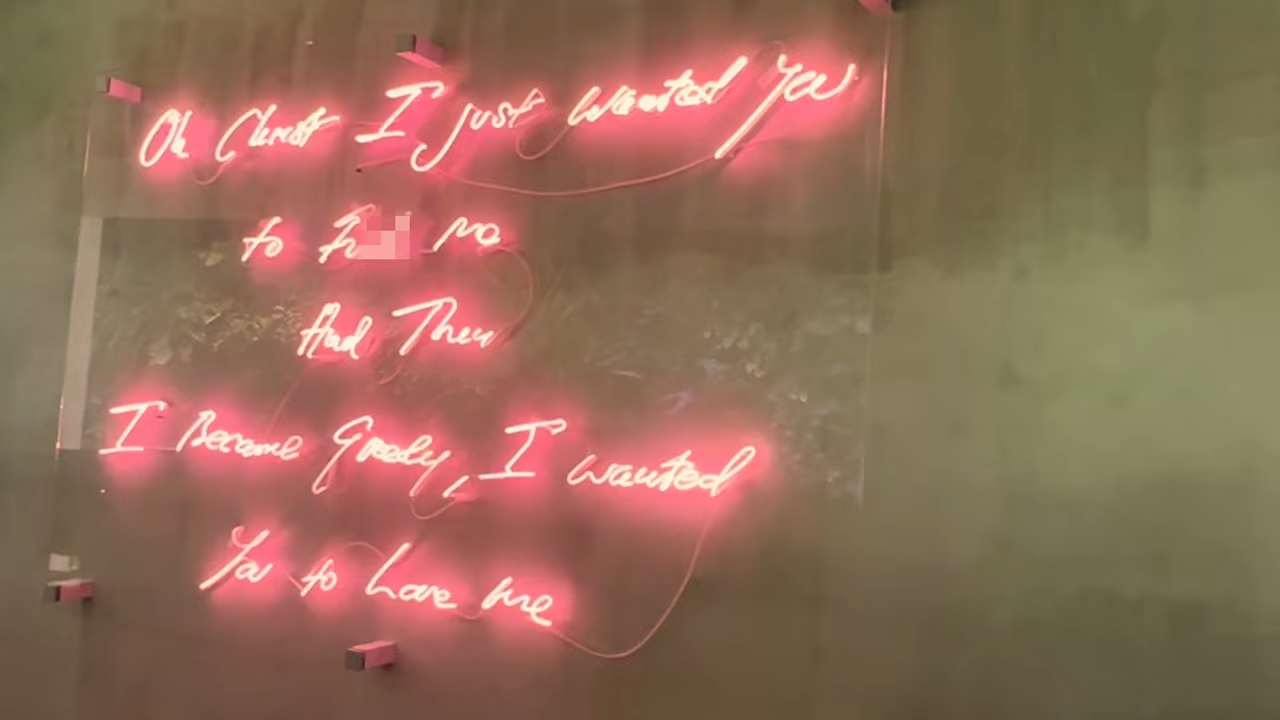 Oh Christ I just wanted You
to me
And Then
I Became Greedy, I wanted
You to Love me